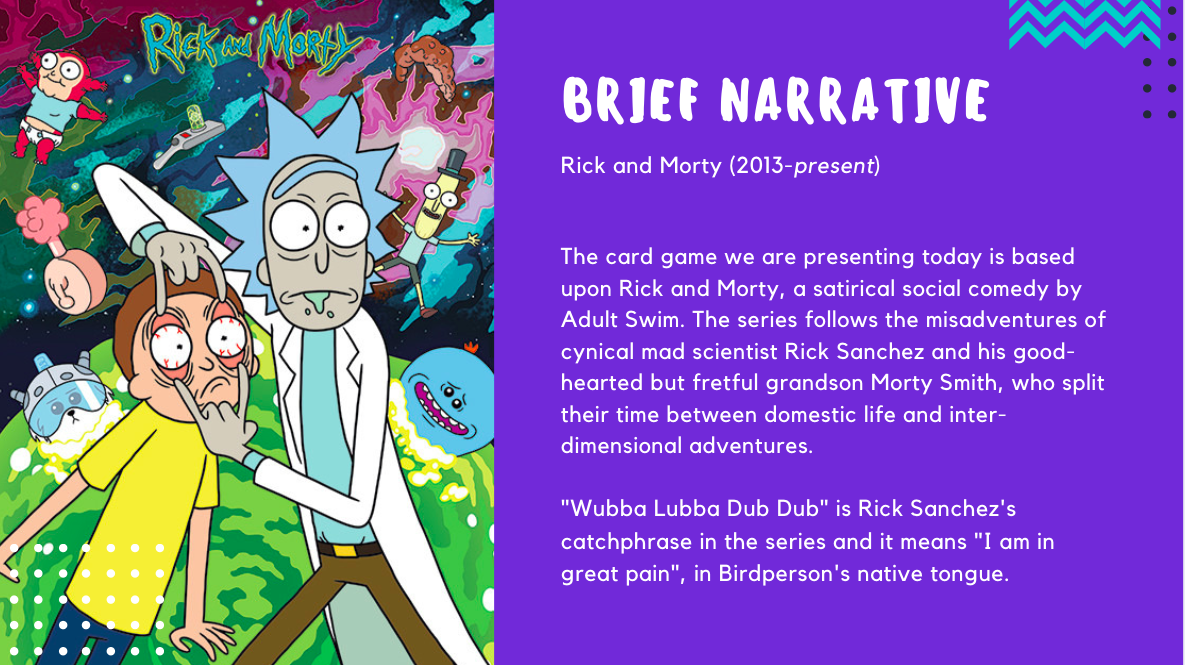 Rick and Morty
BRIEF NARRATIVE
Rick and Morty (2013-present)
The card game we are presenting today is based
upon Rick and Morty, a satirical social comedy by
Adult Swim. The series follows the misadventures of
cynical mad scientist Rick Sanchez and his good-
hearted but fretful grandson Morty Smith, who split
their time between domestic life and inter-
dimensional adventures.
"Wubba Lubba Dub Dub" is Rick Sanchez's
catchphrase in the series and it means "I am in
great pain", in Birdperson's native tongue.